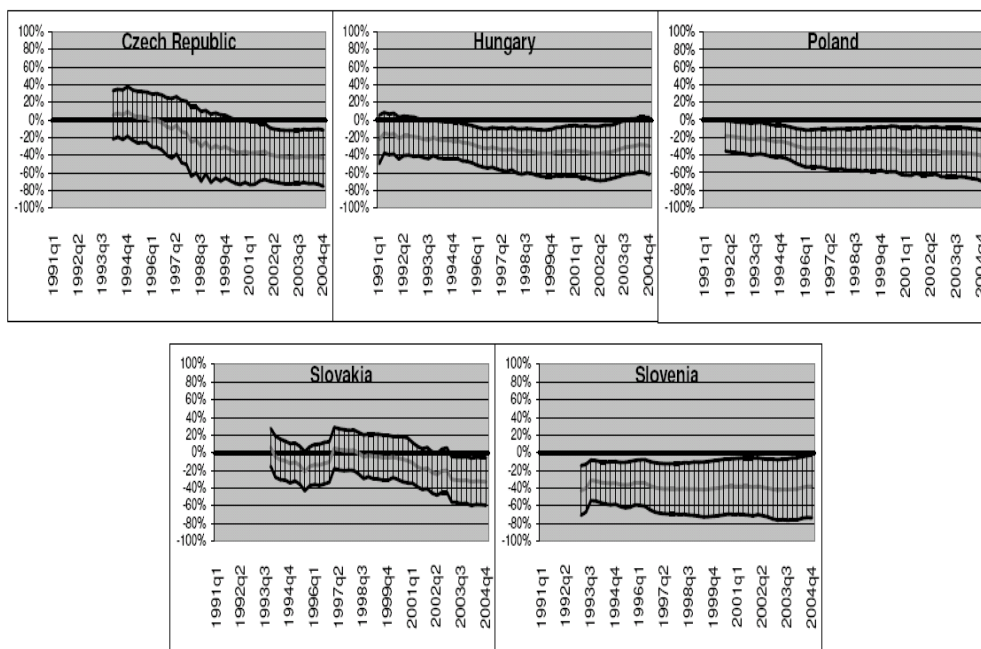 Czech Republic
100%
80%
60%
40%
20%
0%
-20%
-40%
-60%
-80%
-100%
1991q1
1992q2
1993q3
1994q4
1996q1
1997q2
1998q3
1999q4
2001q1
2002q2
2003q3
2004q4
Hungary
100%
80%
60%
40%
20%
0%
-20%
-40%
-60%
-80%
-100%
1991q1
1992q2
1993q3
1994q4
1996q1
1997q2
1998q3
1999q4
2001q1
2002q2
2003q3
2004q4
Poland
100%
80%
60%
40%
20%
0%
-20%
-40%
-60%
-80%
-100%
1991q1
1992q2
1993q3
1994q4
1996q1
1997q2
1998q3
1999q4
2001q1
2002q2
2003q3
2004q4
Slovakia
100%
80%
60%
40%
20%
0%
-20%
-40%
-60%
-80%
-100%
1991q1
1992q2
1993q3
1994q4
1996q1
1997q2
1998q3
1999q4
2001q1
2002q2
2003q3
2004q4
Slovenia
100%
80%
60%
40%
20%
0%
-20%
-40%
-60%
-80%
-100%
1991q1
1992q2
1993q3
1994q4
1996q1
1997q2
1998q3
1999q4
2001q1
2002q2
2003q3
2004q4